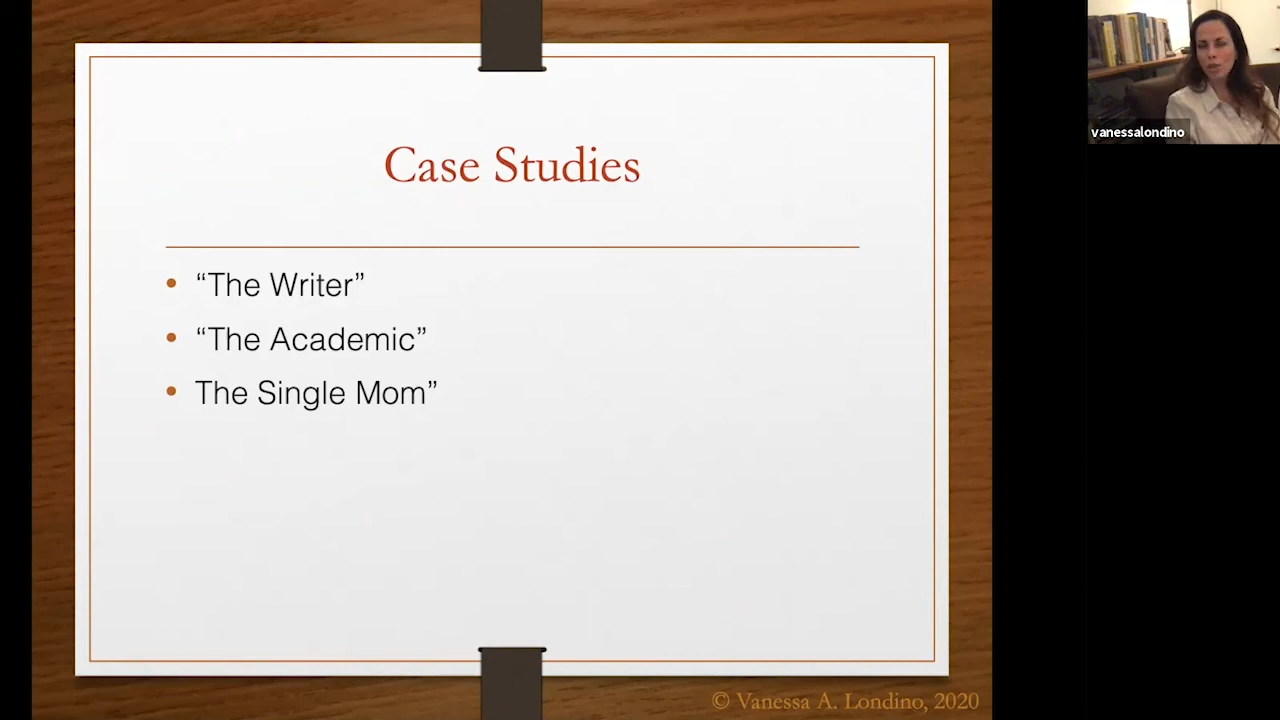 Case Studies
“The Writer”
“The Academic”
The Single Mom”
© Vanessa A. Londino, 2020
vanessalondino